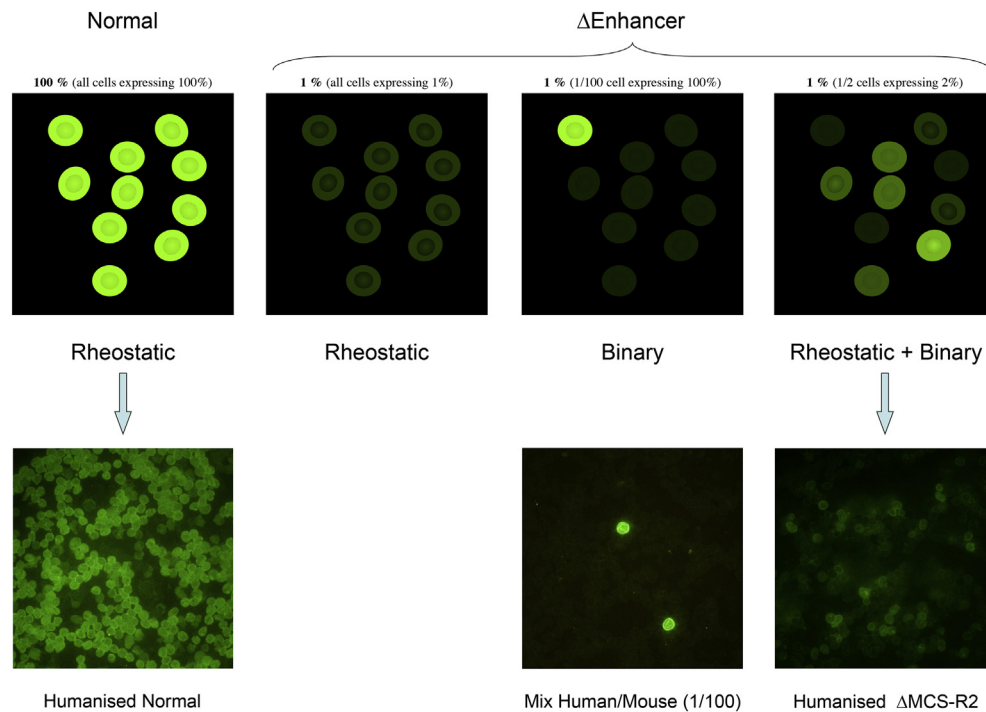 Normal
ΔEnhancer
100 % (all cells expressing 100%)
1 % (all cells expressing 1%)
1 % (1/100 cell expressing 100%)
1 % (1/2 cells expressing 2%)
Rheostatic
Rheostatic
Binary
Rheostatic + Binary
Humanised Normal
Mix Human/Mouse (1/100)
Humanised ΔMCS-R2